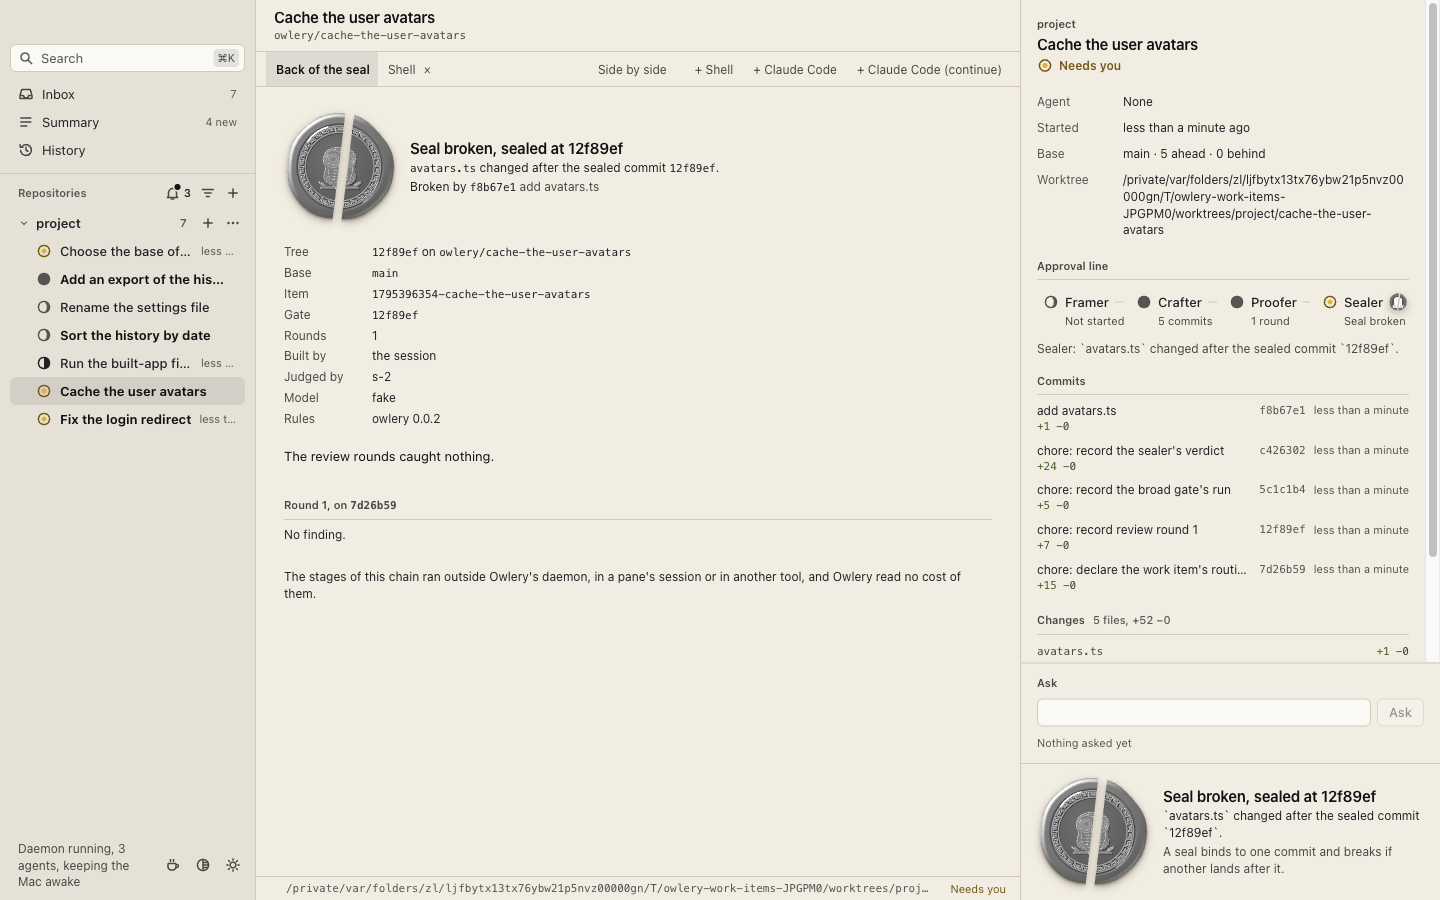 Search ⌘K
Inbox 7
Summary 4 new
History
Repositories 3
project 7
Choose the base of... less ...
Add an export of the his...
Rename the settings file
Sort the history by date
Run the built-app fi... less ...
Cache the user avatars
Fix the login redirect less t...
Daemon running, 3
agents, keeping the
Mac awake
Cache the user avatars
owlery/cache-the-user-avatars
Back of the seal Shell × Side by side + Shell + Claude Code + Claude Code (continue)
Seal broken, sealed at 12f89ef
avatars.ts changed after the sealed commit 12f89ef.
Broken by f8b67e1 add avatars.ts
Tree 12f89ef on owlery/cache-the-user-avatars
Base main
Item 1795396354-cache-the-user-avatars
Gate 12f89ef
Rounds 1
Built by the session
Judged by s-2
Model fake
Rules owlery 0.0.2
The review rounds caught nothing.
Round 1, on 7d26b59
No finding.
The stages of this chain ran outside Owlery's daemon, in a pane's session or in another tool, and Owlery read no cost of
them.
/private/var/folders/zl/ljfbytx13tx76ybw21p5nvz00000gn/T/owlery-work-items-JPGPM0/worktrees/proj... Needs you
project
Cache the user avatars
Needs you
Agent None
Started less than a minute ago
Base main · 5 ahead · 0 behind
Worktree /private/var/folders/zl/ljfbytx13tx76ybw21p5nvz00
000gn/T/owlery-work-items-
JPGPM0/worktrees/project/cache-the-user-
avatars
Approval line
Framer Crafter Proofer Sealer
Not started 5 commits 1 round Seal broken
Sealer: `avatars.ts` changed after the sealed commit `12f89ef`.
Commits
add avatars.ts f8b67e1 less than a minute
+1 −0
chore: record the sealer's verdict c426302 less than a minute
+24 −0
chore: record the broad gate's run 5c1c1b4 less than a minute
+5 −0
chore: record review round 1 12f89ef less than a minute
+7 −0
chore: declare the work item's routi... 7d26b59 less than a minute
+15 −0
Changes 5 files, +52 −0
avatars.ts +1 −0
Ask
Ask
Nothing asked yet
Seal broken, sealed at 12f89ef
`avatars.ts` changed after the sealed commit
`12f89ef`.
A seal binds to one commit and breaks if
another lands after it.